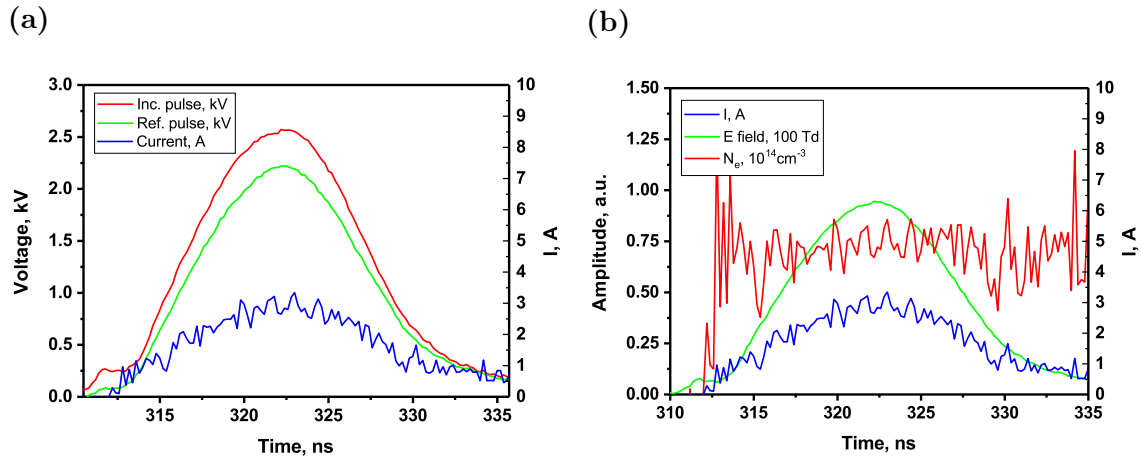 (a)
3.0
2.5
2.0
1.5
1.0
0.5
0.0
Voltage, kV
Inc. pulse, kV
Ref. pulse, kV
Current, A
10
9
8
7
6
5
4
3
2
1
0
I, A
315 320 325 330 335
Time, ns
(b)
1.50
1.25
1.00
0.75
0.50
0.25
0.00
Amplitude, a.u.
I, A
E field, 100 Td
Nₑ, 10¹⁴cm⁻³
10
9
8
7
6
5
4
3
2
1
0
I, A
310 315 320 325 330 335
Time, ns